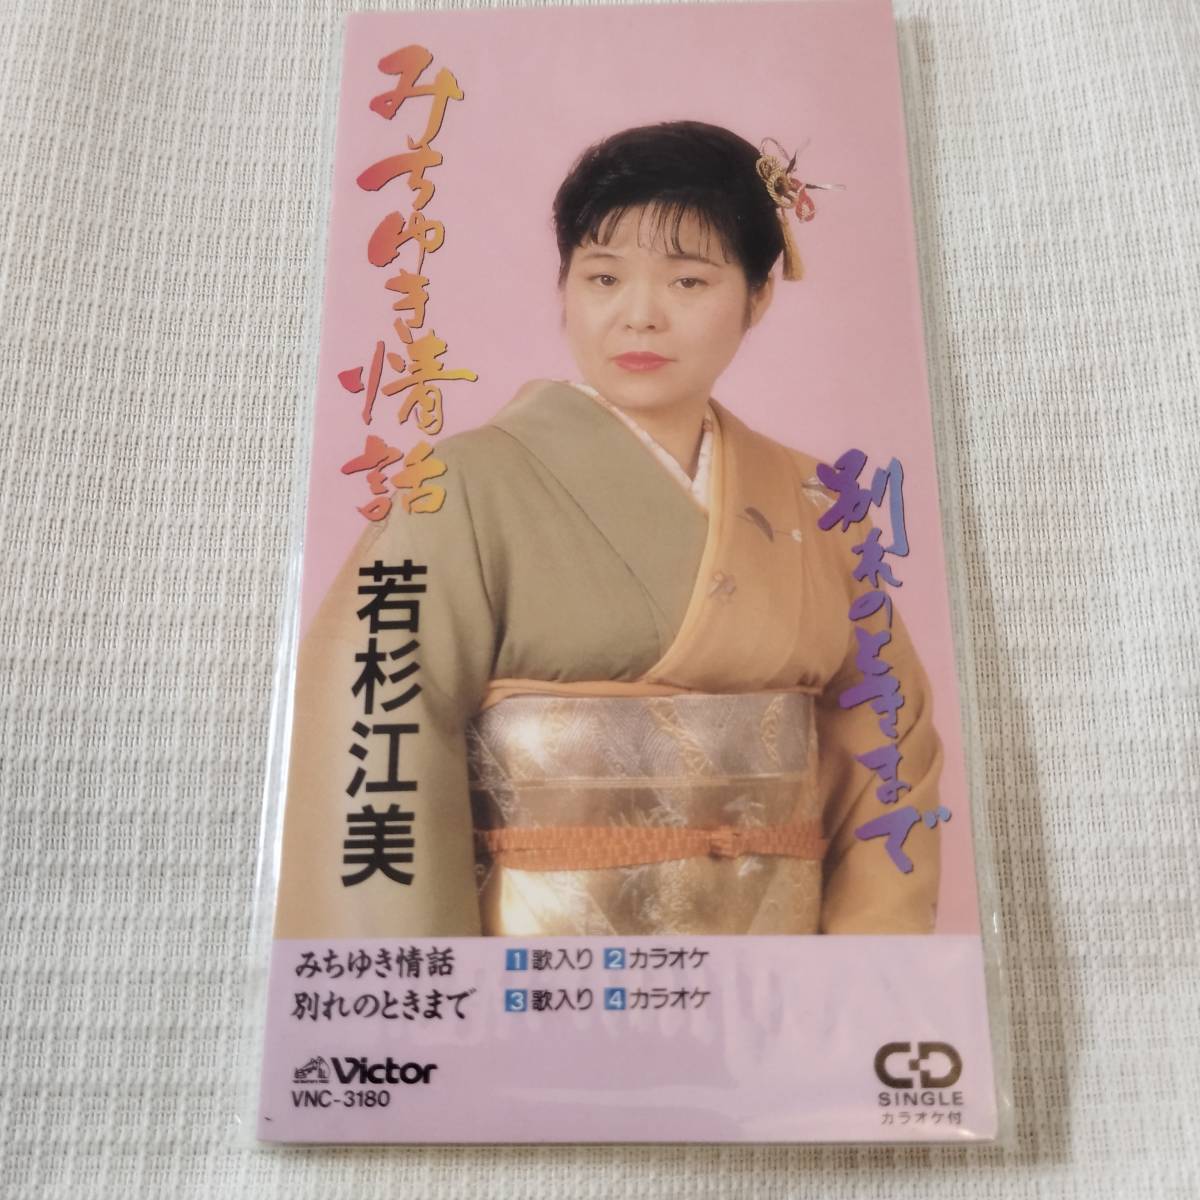 みちゆき情話
若杉江美
別れのときまで
みちゆき情話 1 歌入り 2 カラオケ
別れのときまで 3 歌入り 4 カラオケ
Victor
VNC-3180
CD
SINGLE
カラオケ付